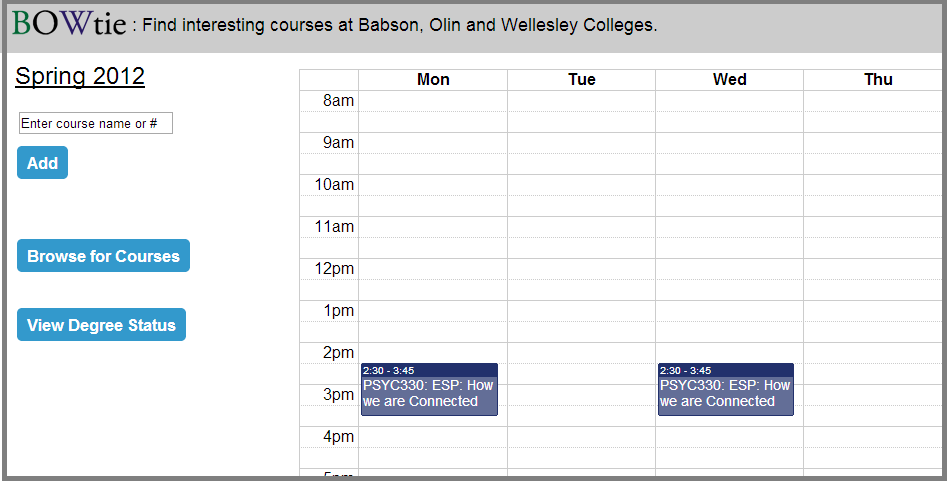 BOWtie : Find interesting courses at Babson, Olin and Wellesley Colleges.
Spring 2012
Enter course name or #
Add
Browse for Courses
View Degree Status
Mon Tue Wed Thu
8am
9am
10am
11am
12pm
1pm
2pm
2:30 - 3:45
PSYC330: ESP: How
we are Connected
2:30 - 3:45
PSYC330: ESP: How
we are Connected
3pm
4pm
5pm